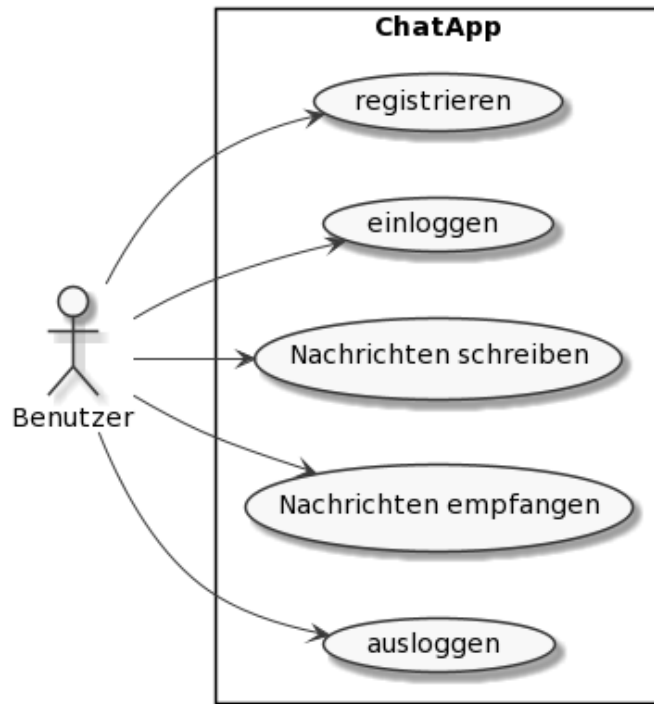 ChatApp
registrieren
einloggen
Nachrichten schreiben
Benutzer
Nachrichten empfangen
ausloggen